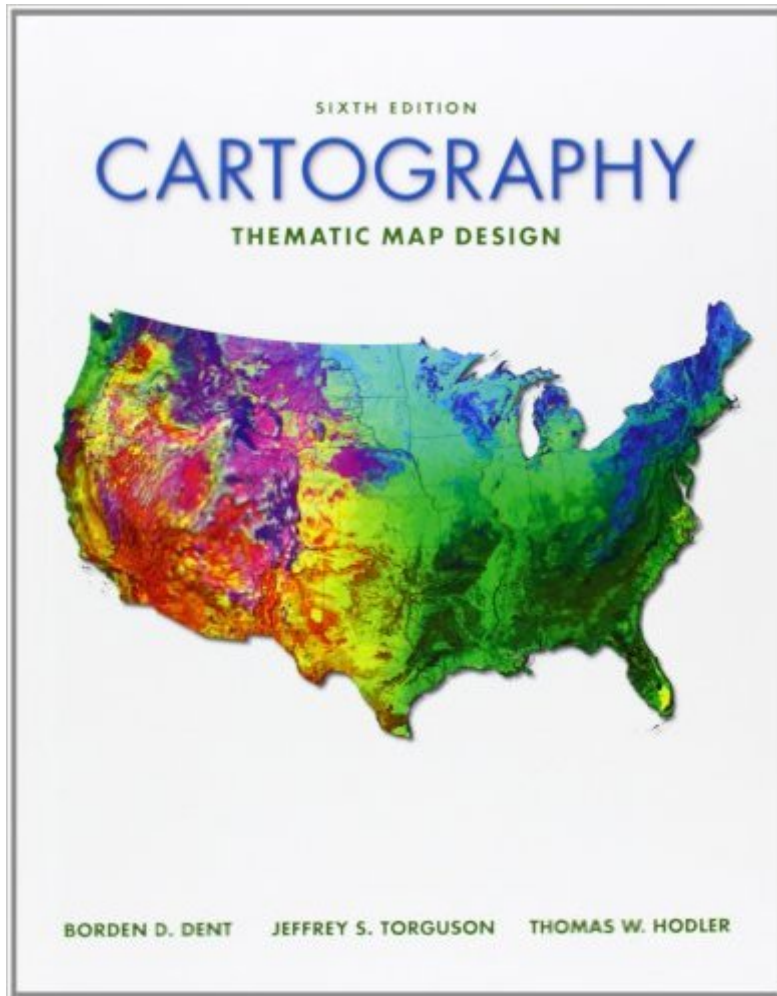 SIXTH EDITION
CARTOGRAPHY
THEMATIC MAP DESIGN
BORDEN D. DENT JEFFREY S. TORGUSON THOMAS W. HODLER